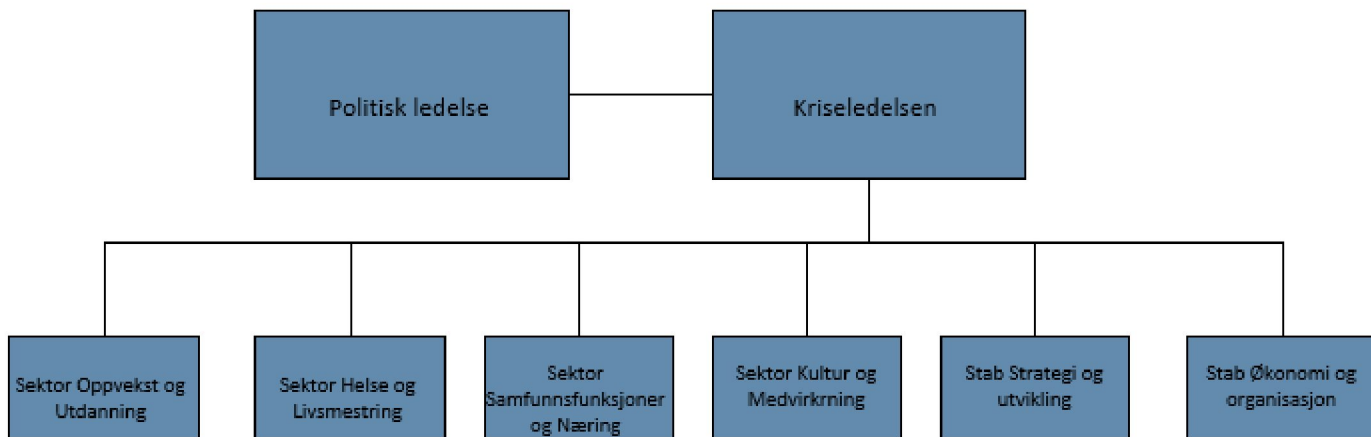 Politisk ledelse
Kriseledelsen
Sektor Oppvekst og
Utdanning
Sektor Helse og
Livsmestring
Sektor
Samfunnsfunksjoner
og Næring
Sektor Kultur og
Medvirkrning
Stab Strategi og
utvikling
Stab Økonomi og
organisasjon